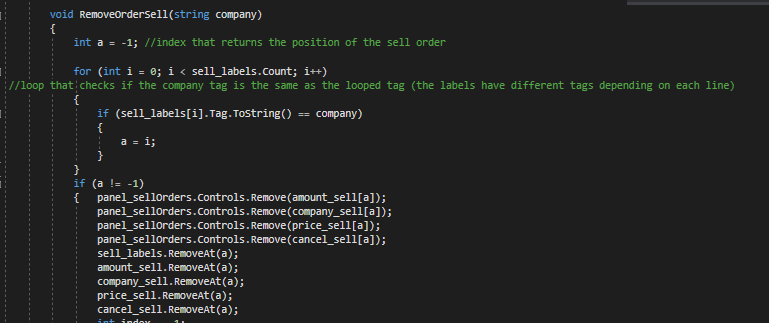 void RemoveOrderSell(string company)
{
int a = -1; //index that returns the position of the sell order
for (int i = 0; i < sell_labels.Count; i++)
//loop that checks if the company tag is the same as the looped tag (the labels have different tags depending on each line)
{
if (sell_labels[i].Tag.ToString() == company)
{
a = i;
}
}
if (a != -1)
{ panel_sellOrders.Controls.Remove(amount_sell[a]);
panel_sellOrders.Controls.Remove(company_sell[a]);
panel_sellOrders.Controls.Remove(price_sell[a]);
panel_sellOrders.Controls.Remove(cancel_sell[a]);
sell_labels.RemoveAt(a);
amount_sell.RemoveAt(a);
company_sell.RemoveAt(a);
price_sell.RemoveAt(a);
cancel_sell.RemoveAt(a);